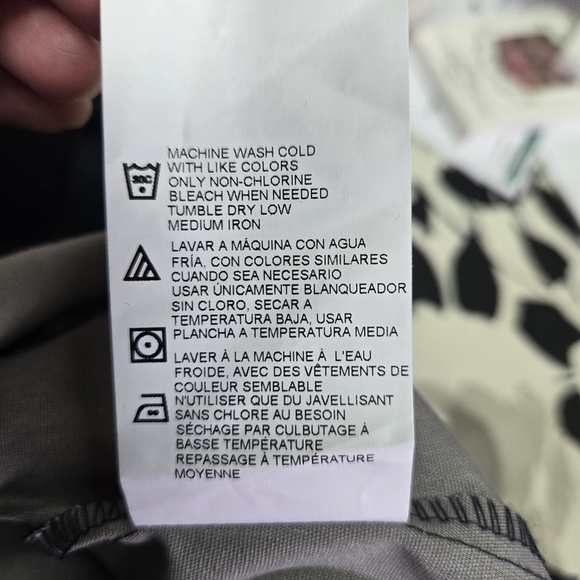 MACHINE WASH COLD
WITH LIKE COLORS
ONLY NON-CHLORINE
BLEACH WHEN NEEDED
TUMBLE DRY LOW
MEDIUM IRON
30C
LAVAR A MÁQUINA CON AGUA
FRÍA, CON COLORES SIMILARES
CUANDO SEA NECESARIO
USAR ÚNICAMENTE BLANQUEADOR
SIN CLORO, SECAR A
TEMPERATURA BAJA, USAR
PLANCHA A TEMPERATURA MEDIA
LAVER À LA MACHINE À L'EAU
FROIDE, AVEC DES VÊTEMENTS DE
COULEUR SEMBLABLE
N'UTILISER QUE DU JAVELLISANT
SANS CHLORE AU BESOIN
SÉCHAGE PAR CULBUTAGE À
BASSE TEMPÉRATURE
REPASSAGE À TEMPÉRATURE
MOYENNE